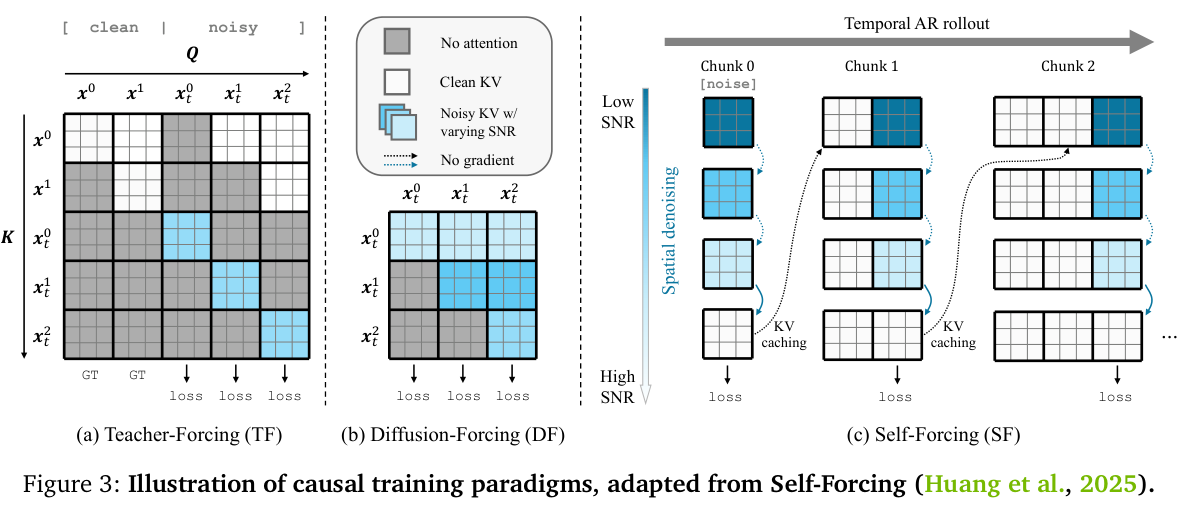 [ clean | noisy ]
Q
x^0 x^1 x_t^0 x_t^1 x_t^2
K
x^0
x^1
x_t^0
x_t^1
x_t^2
GT GT loss loss loss
(a) Teacher-Forcing (TF)
No attention
Clean KV
Noisy KV w/
varying SNR
No gradient
x_t^0 x_t^1 x_t^2
x_t^0
x_t^1
x_t^2
loss loss loss
(b) Diffusion-Forcing (DF)
Temporal AR rollout
Chunk 0 Chunk 1 Chunk 2
[noise]
Low
SNR
Spatial denoising
High
SNR
KV
caching
KV
caching
...
loss loss loss
(c) Self-Forcing (SF)
Figure 3: Illustration of causal training paradigms, adapted from Self-Forcing (Huang et al., 2025).